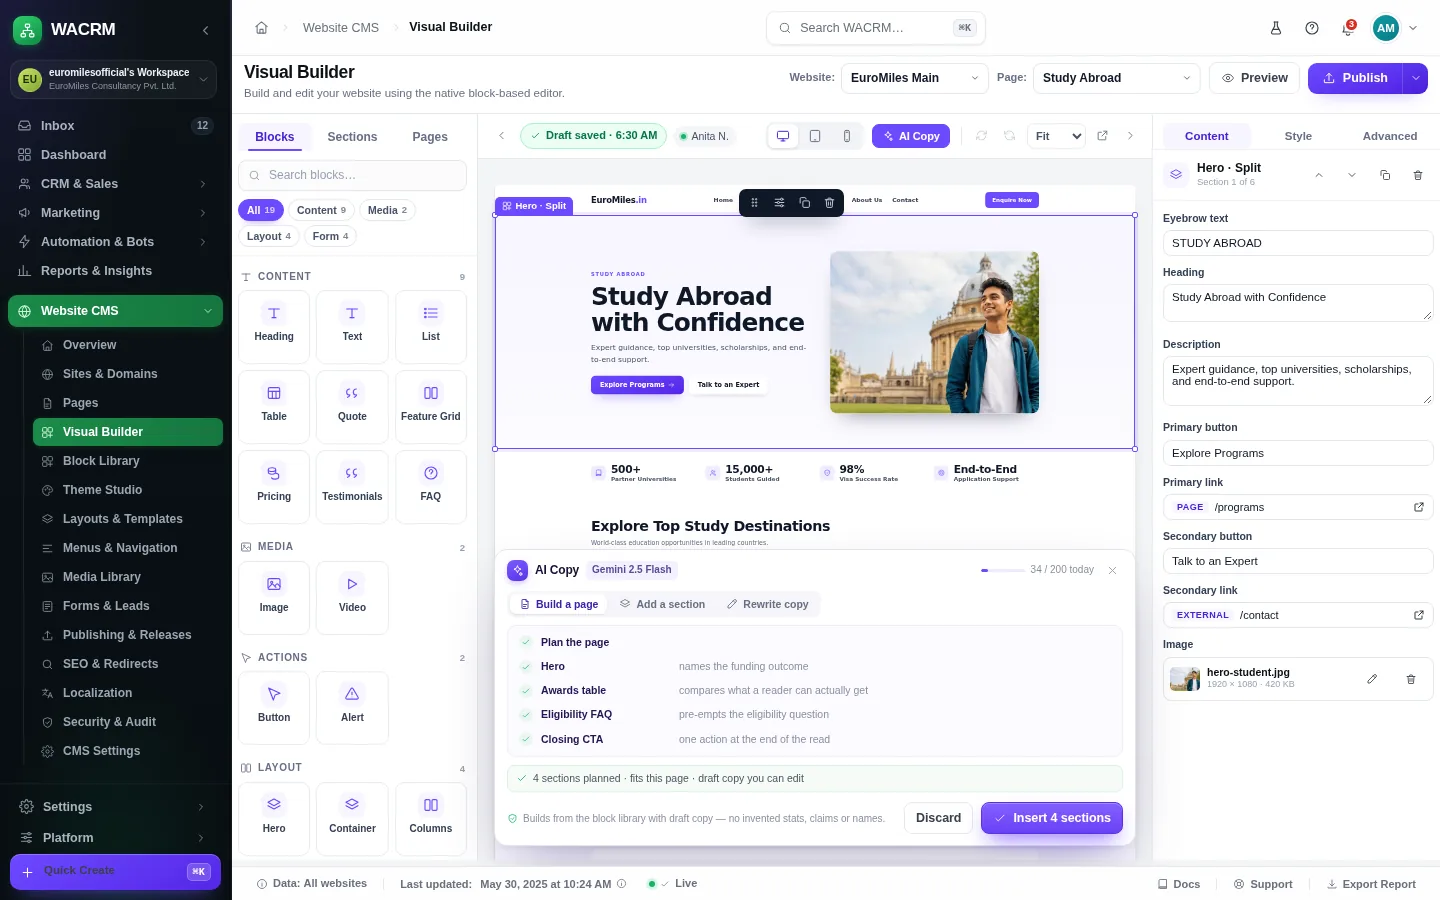 WACRM
EU
euromilesofficial's Workspace
EuroMiles Consultancy Pvt. Ltd.
Inbox
12
Dashboard
CRM & Sales
Marketing
Automation & Bots
Reports & Insights
Website CMS
Overview
Sites & Domains
Pages
Visual Builder
Block Library
Theme Studio
Layouts & Templates
Menus & Navigation
Media Library
Forms & Leads
Publishing & Releases
SEO & Redirects
Localization
Security & Audit
CMS Settings
Settings
Platform
Quick Create
⌘K
Website CMS
Visual Builder
Search WACRM…
⌘K
3
AM
Visual Builder
Build and edit your website using the native block-based editor.
Website:
EuroMiles Main
Page:
Study Abroad
Preview
Publish
Blocks
Sections
Pages
Search blocks…
All 19
Content 9
Media 2
Layout 4
Form 4
CONTENT
9
Heading
Text
List
Table
Quote
Feature Grid
Pricing
Testimonials
FAQ
MEDIA
2
Image
Video
ACTIONS
2
Button
Alert
LAYOUT
4
Hero
Container
Columns
Draft saved · 6:30 AM
Anita N.
AI Copy
Fit
Hero · Split
EuroMiles.in
Home
About Us
Contact
Enquire Now
STUDY ABROAD
Study Abroad
with Confidence
Expert guidance, top universities, scholarships, and end-
to-end support.
Explore Programs →
Talk to an Expert
500+
Partner Universities
15,000+
Students Guided
98%
Visa Success Rate
End-to-End
Application Support
Explore Top Study Destinations
World-class education opportunities in leading countries.
AI Copy
Gemini 2.5 Flash
34 / 200 today
Build a page
Add a section
Rewrite copy
Plan the page
Hero
names the funding outcome
Awards table
compares what a reader can actually get
Eligibility FAQ
pre-empts the eligibility question
Closing CTA
one action at the end of the read
4 sections planned · fits this page · draft copy you can edit
Builds from the block library with draft copy — no invented stats, claims or names.
Discard
Insert 4 sections
Content
Style
Advanced
Hero · Split
Section 1 of 6
Eyebrow text
STUDY ABROAD
Heading
Study Abroad with Confidence
Description
Expert guidance, top universities, scholarships,
and end-to-end support.
Primary button
Explore Programs
Primary link
PAGE
/programs
Secondary button
Talk to an Expert
Secondary link
EXTERNAL
/contact
Image
hero-student.jpg
1920 × 1080 · 420 KB
Data: All websites
Last updated: May 30, 2025 at 10:24 AM
Live
Docs
Support
Export Report